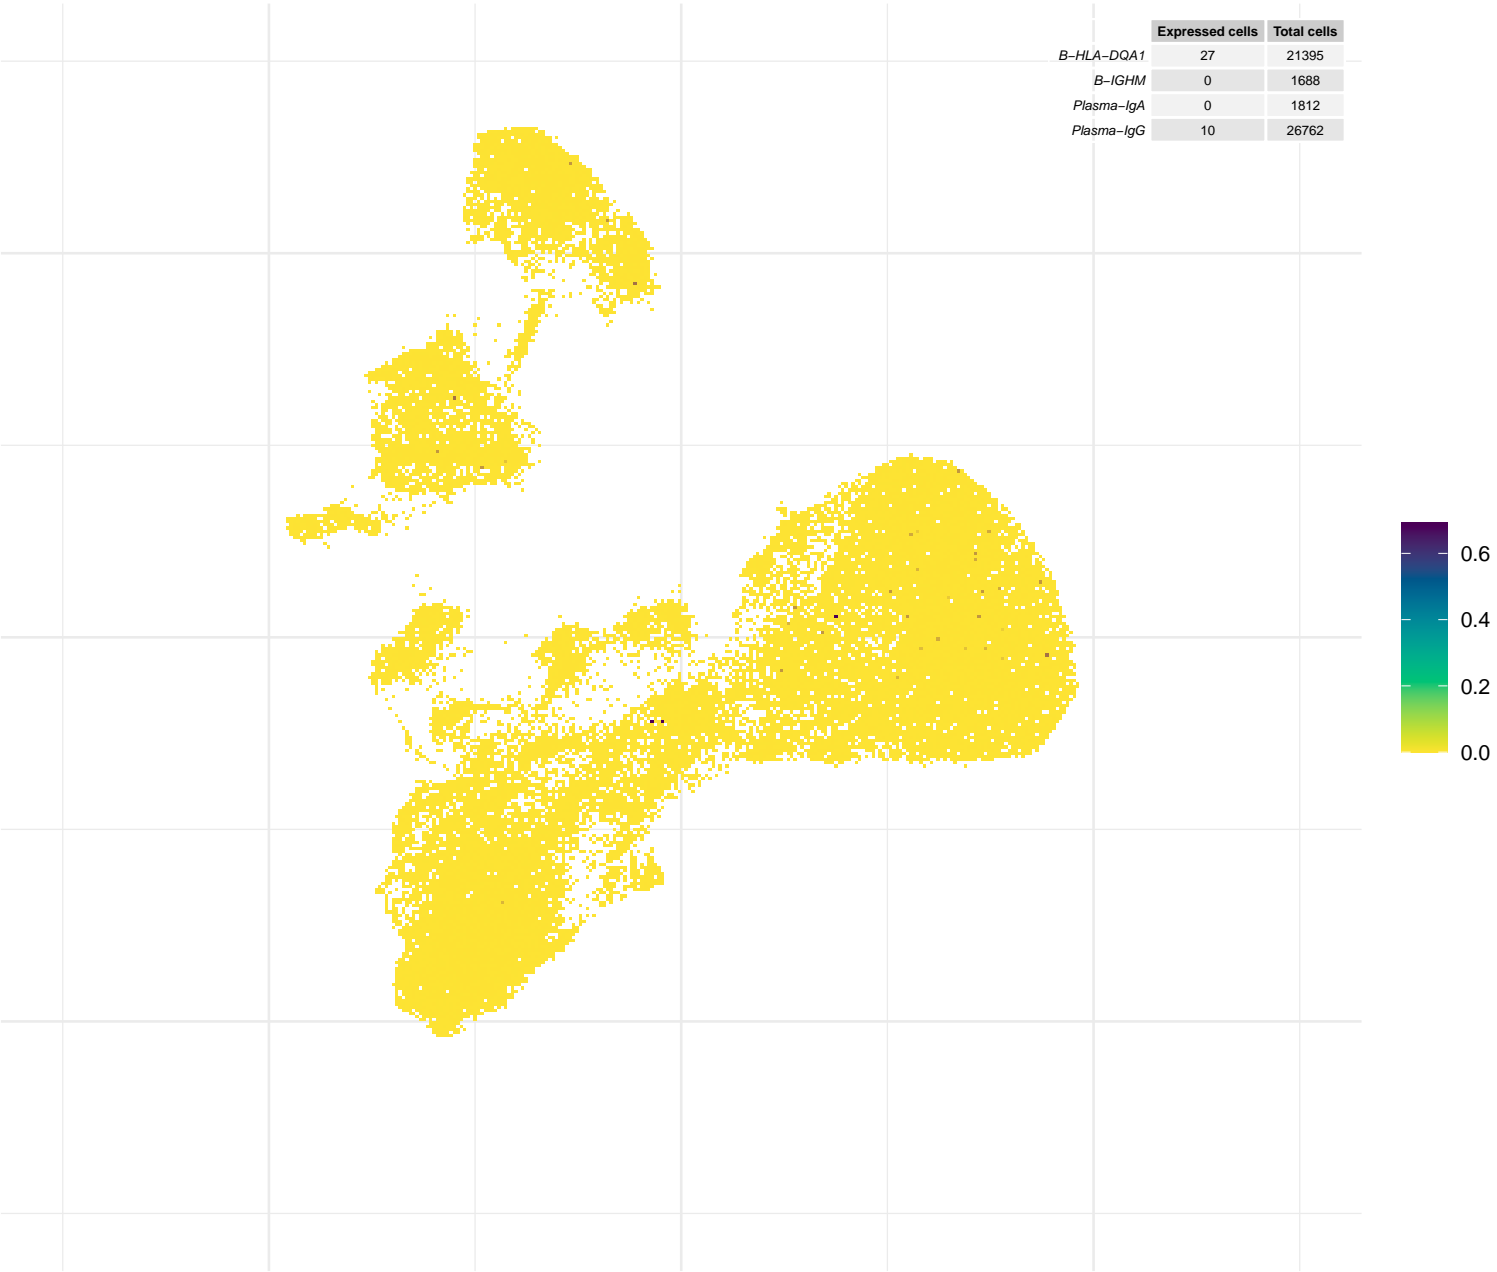 Expressed cells Total cells
B−HLA−DQA1 27 21395
B−IGHM 0 1688
Plasma−IgA 0 1812
Plasma−IgG 10 26762
0.6
0.4
0.2
0.0